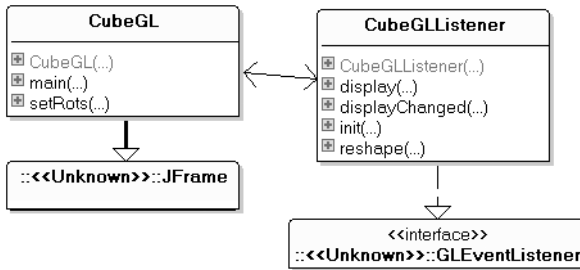 CubeGL
CubeGL(...)
main(...)
setRots(...)
::<<Unknown>>::JFrame
CubeGLListener
CubeGLListener(...)
display(...)
displayChanged(...)
init(...)
reshape(...)
<<interface>>
::<<Unknown>>::GLEventListener